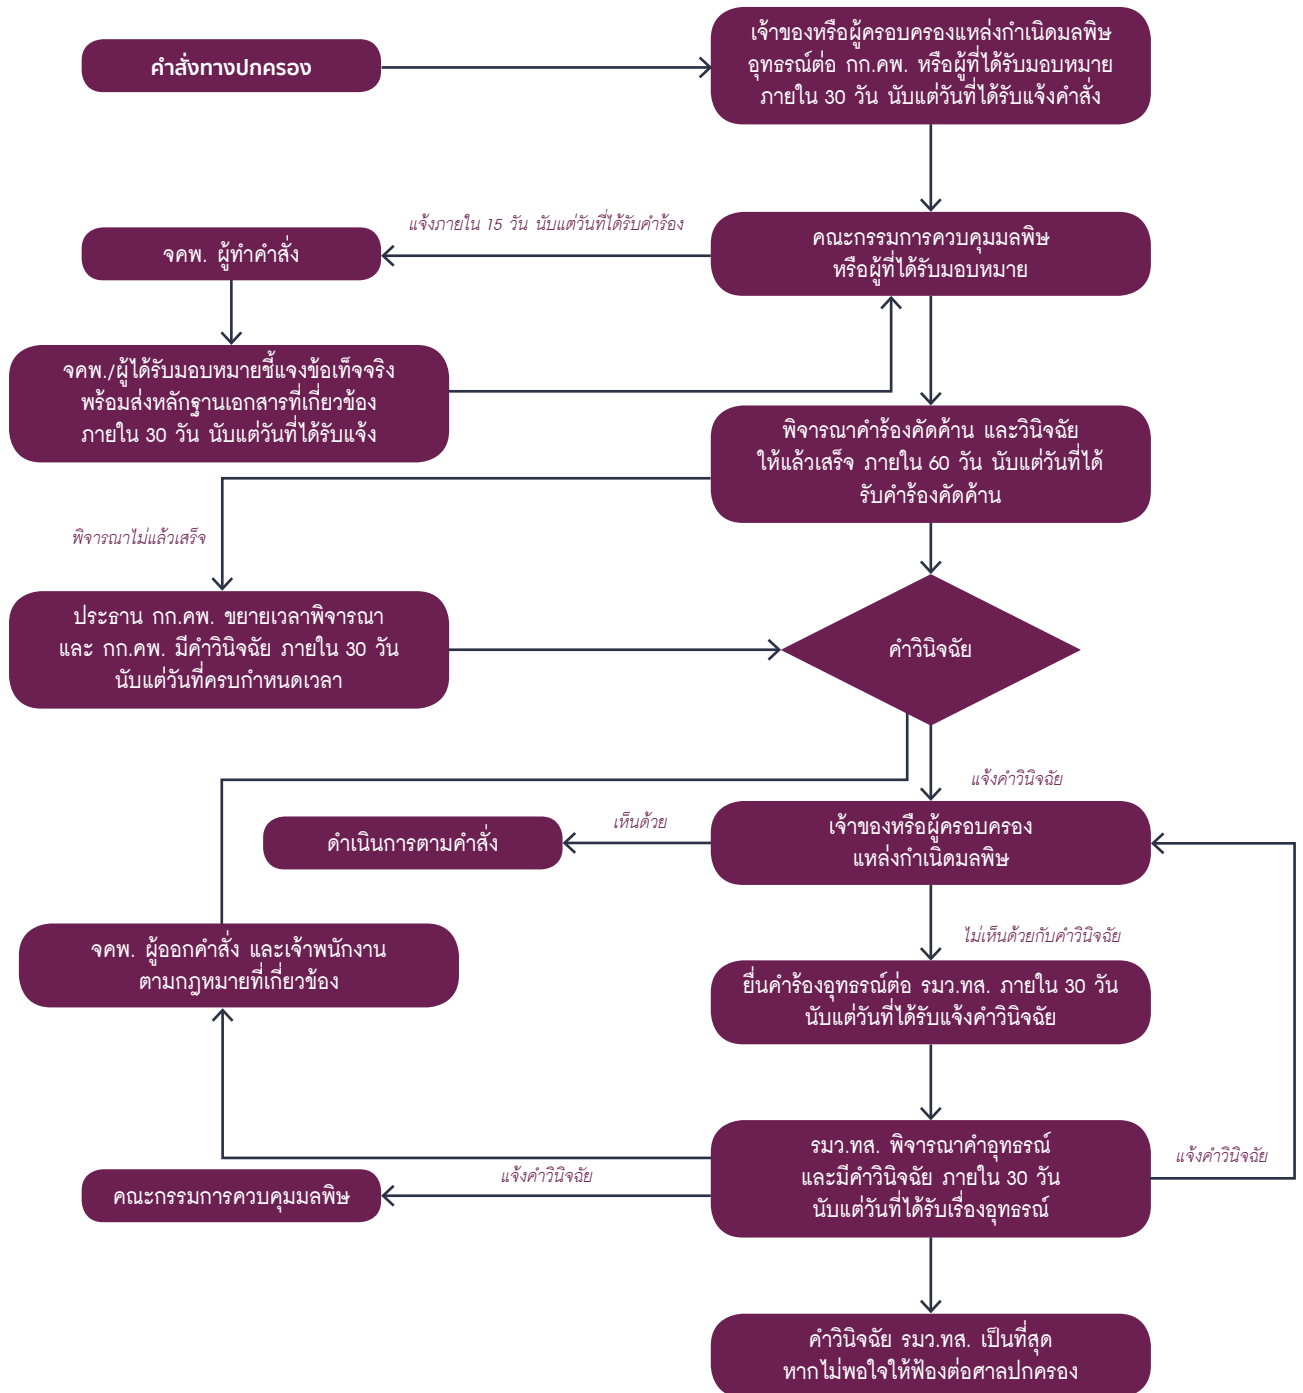 คำสั่งทางปกครอง
เจ้าของหรือผู้ครอบครองแหล่งกำเนิดมลพิษ
อุทธรณ์ต่อ กก.คพ. หรือผู้ที่ได้รับมอบหมาย
ภายใน 30 วัน นับแต่วันที่ได้รับแจ้งคำสั่ง
แจ้งภายใน 15 วัน นับแต่วันที่ได้รับคำร้อง
จคพ. ผู้ทำคำสั่ง
คณะกรรมการควบคุมมลพิษ
หรือผู้ที่ได้รับมอบหมาย
จคพ./ผู้ได้รับมอบหมายชี้แจงข้อเท็จจริง
พร้อมส่งหลักฐานเอกสารที่เกี่ยวข้อง
ภายใน 30 วัน นับแต่วันที่ได้รับแจ้ง
พิจารณาคำร้องคัดค้าน และวินิจฉัย
ให้แล้วเสร็จ ภายใน 60 วัน นับแต่วันที่ได้
รับคำร้องคัดค้าน
พิจารณาไม่แล้วเสร็จ
ประธาน กก.คพ. ขยายเวลาพิจารณา
และ กก.คพ. มีคำวินิจฉัย ภายใน 30 วัน
นับแต่วันที่ครบกำหนดเวลา
คำวินิจฉัย
แจ้งคำวินิจฉัย
เห็นด้วย
ดำเนินการตามคำสั่ง
เจ้าของหรือผู้ครอบครอง
แหล่งกำเนิดมลพิษ
จคพ. ผู้ออกคำสั่ง และเจ้าพนักงาน
ตามกฎหมายที่เกี่ยวข้อง
ไม่เห็นด้วยกับคำวินิจฉัย
ยื่นคำร้องอุทธรณ์ต่อ รมว.ทส. ภายใน 30 วัน
นับแต่วันที่ได้รับแจ้งคำวินิจฉัย
รมว.ทส. พิจารณาคำอุทธรณ์
และมีคำวินิจฉัย ภายใน 30 วัน
นับแต่วันที่ได้รับเรื่องอุทธรณ์
แจ้งคำวินิจฉัย
แจ้งคำวินิจฉัย
คณะกรรมการควบคุมมลพิษ
คำวินิจฉัย รมว.ทส. เป็นที่สุด
หากไม่พอใจให้ฟ้องต่อศาลปกครอง